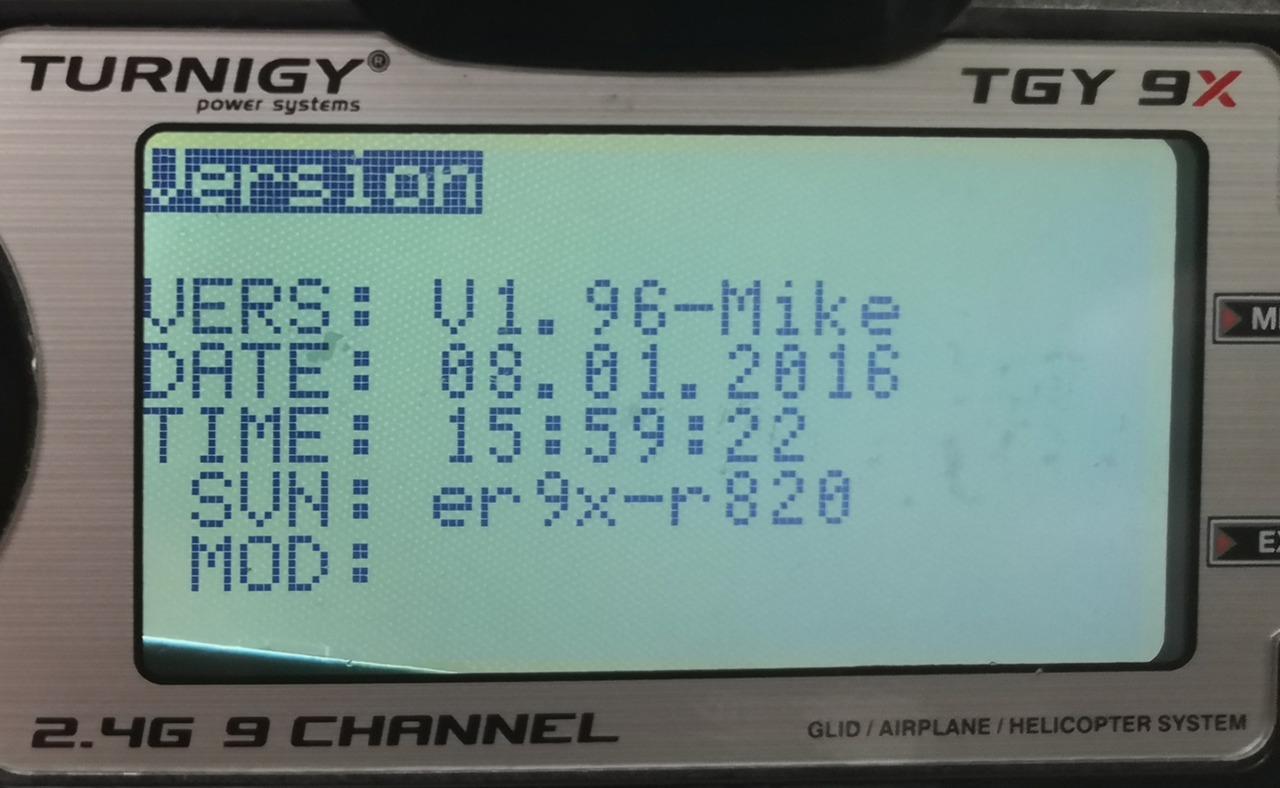 TURNIGY®
power systems
TGY 9X
Version
VERS: V1.96-Mike
DATE: 08.01.2016
TIME: 15:59:22
SVN: er9x-r820
MOD:
2.4G 9 CHANNEL
GLID / AIRPLANE / HELICOPTER SYSTEM